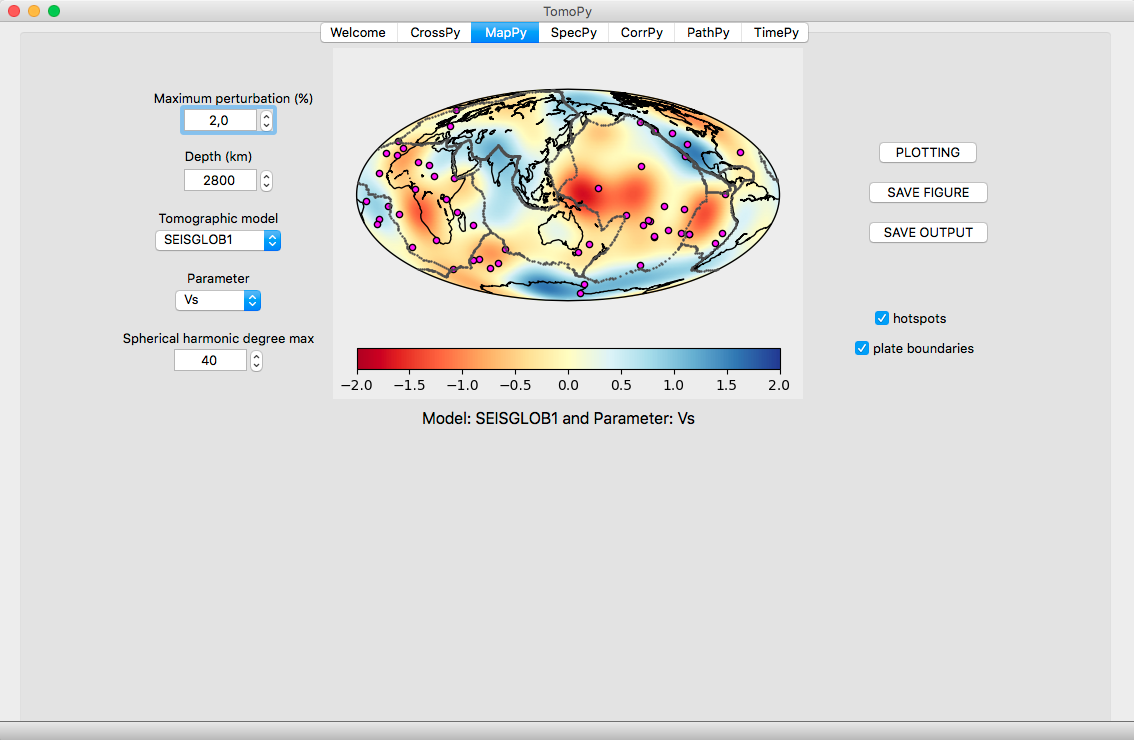 TomoPy
Welcome CrossPy MapPy SpecPy CorrPy PathPy TimePy
Maximum perturbation (%)
2,0
Depth (km)
2800
Tomographic model
SEISGLOB1
Parameter
Vs
Spherical harmonic degree max
40
−2.0 −1.5 −1.0 −0.5 0.0 0.5 1.0 1.5 2.0
Model: SEISGLOB1 and Parameter: Vs
PLOTTING
SAVE FIGURE
SAVE OUTPUT
hotspots
plate boundaries